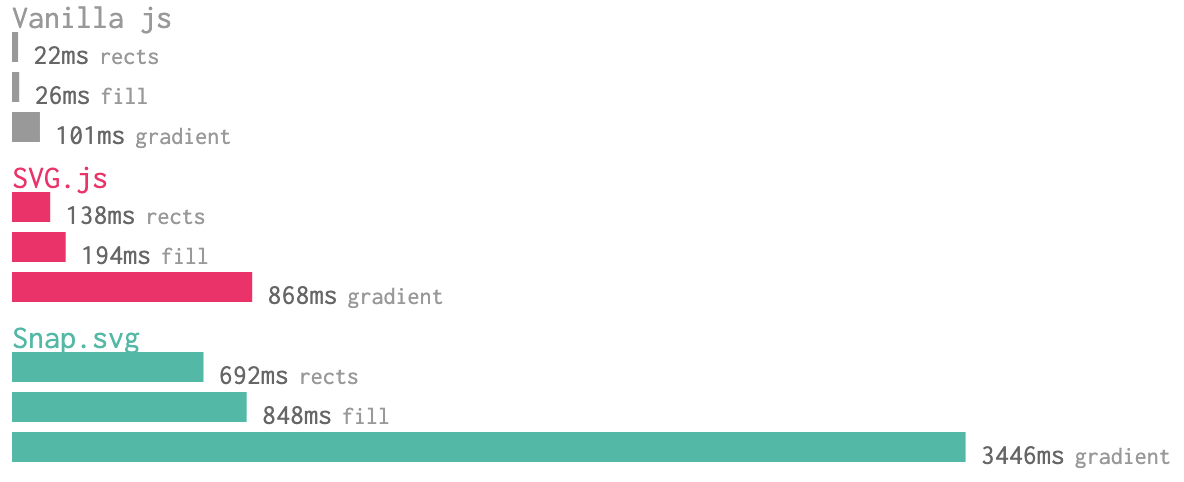 Vanilla js
22ms rects
26ms fill
101ms gradient
SVG.js
138ms rects
194ms fill
868ms gradient
Snap.svg
692ms rects
848ms fill
3446ms gradient